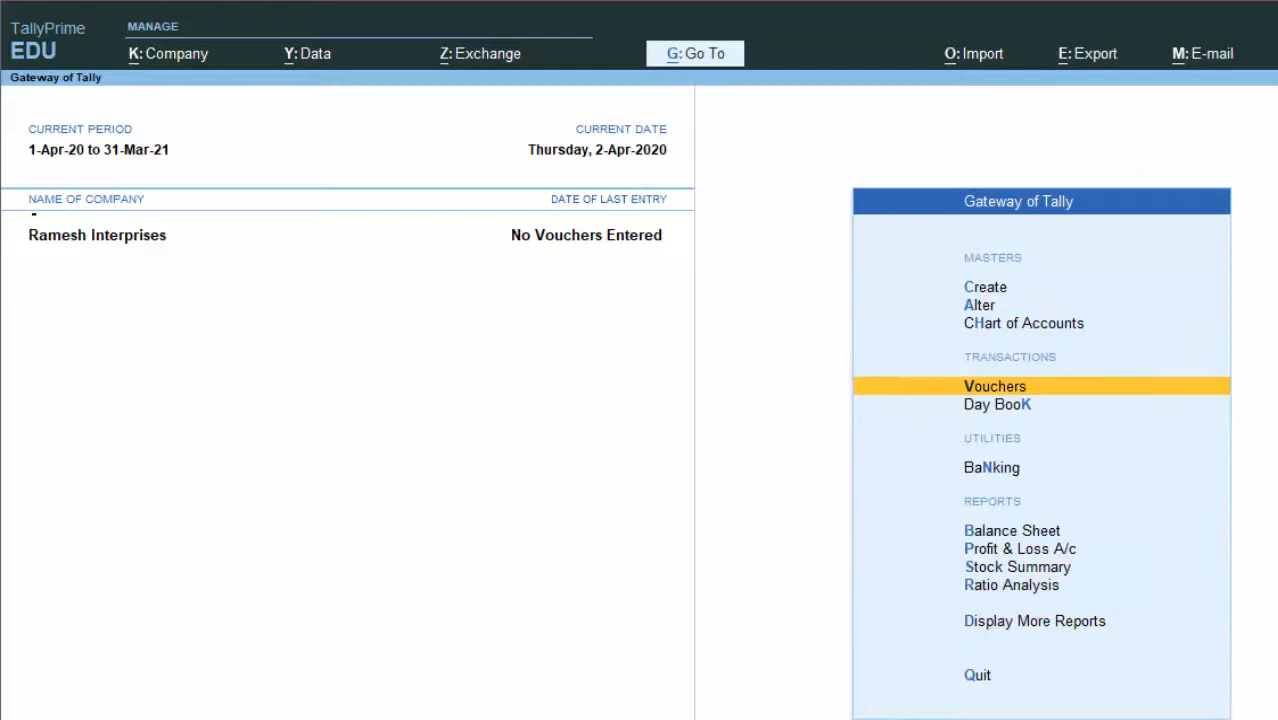 TallyPrime
EDU
MANAGE
K: Company
Y: Data
Z: Exchange
G: Go To
O: Import
E: Export
M: E-mail
Gateway of Tally
CURRENT PERIOD
CURRENT DATE
1-Apr-20 to 31-Mar-21
Thursday, 2-Apr-2020
NAME OF COMPANY
DATE OF LAST ENTRY
Ramesh Interprises
No Vouchers Entered
Gateway of Tally
MASTERS
Create
Alter
CHart of Accounts
TRANSACTIONS
Vouchers
Day BooK
UTILITIES
BaNking
REPORTS
Balance Sheet
Profit & Loss A/c
Stock Summary
Ratio Analysis
Display More Reports
Quit